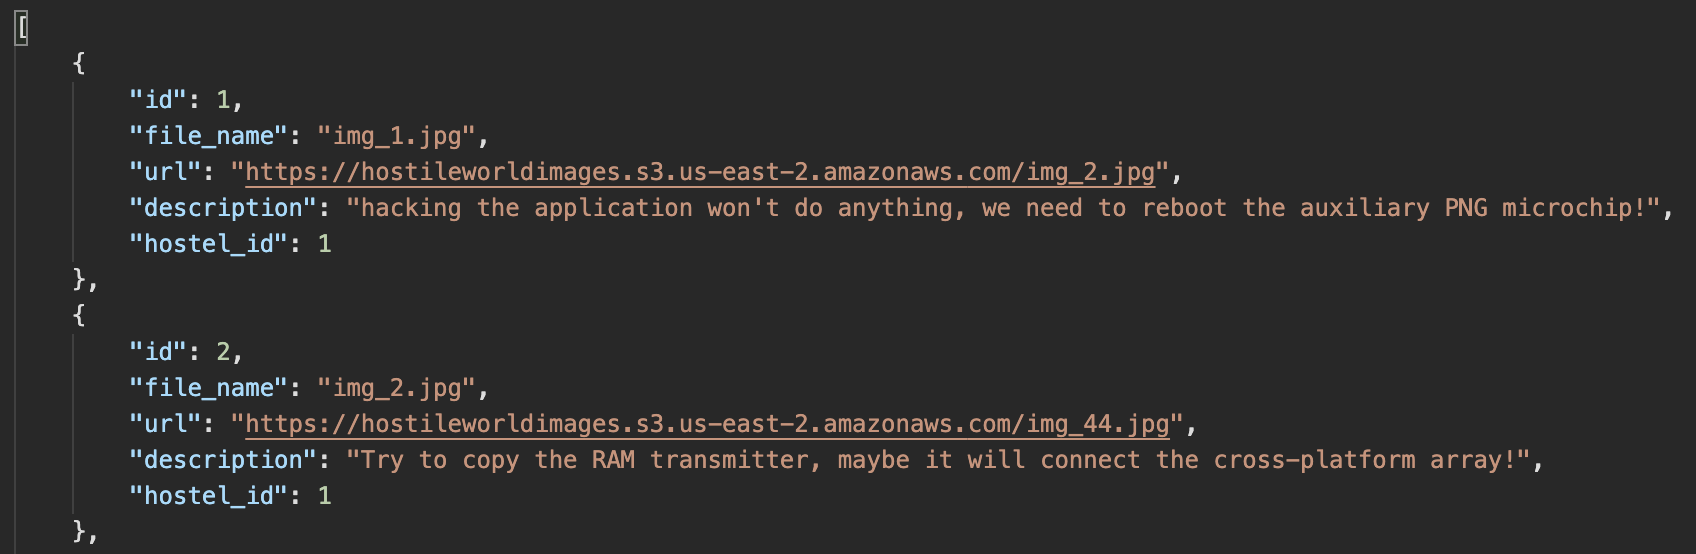 [
    {
        "id": 1,
        "file_name": "img_1.jpg",
        "url": "https://hostileworldimages.s3.us-east-2.amazonaws.com/img_2.jpg",
        "description": "hacking the application won't do anything, we need to reboot the auxiliary PNG microchip!",
        "hostel_id": 1
    },
    {
        "id": 2,
        "file_name": "img_2.jpg",
        "url": "https://hostileworldimages.s3.us-east-2.amazonaws.com/img_44.jpg",
        "description": "Try to copy the RAM transmitter, maybe it will connect the cross-platform array!",
        "hostel_id": 1
    },